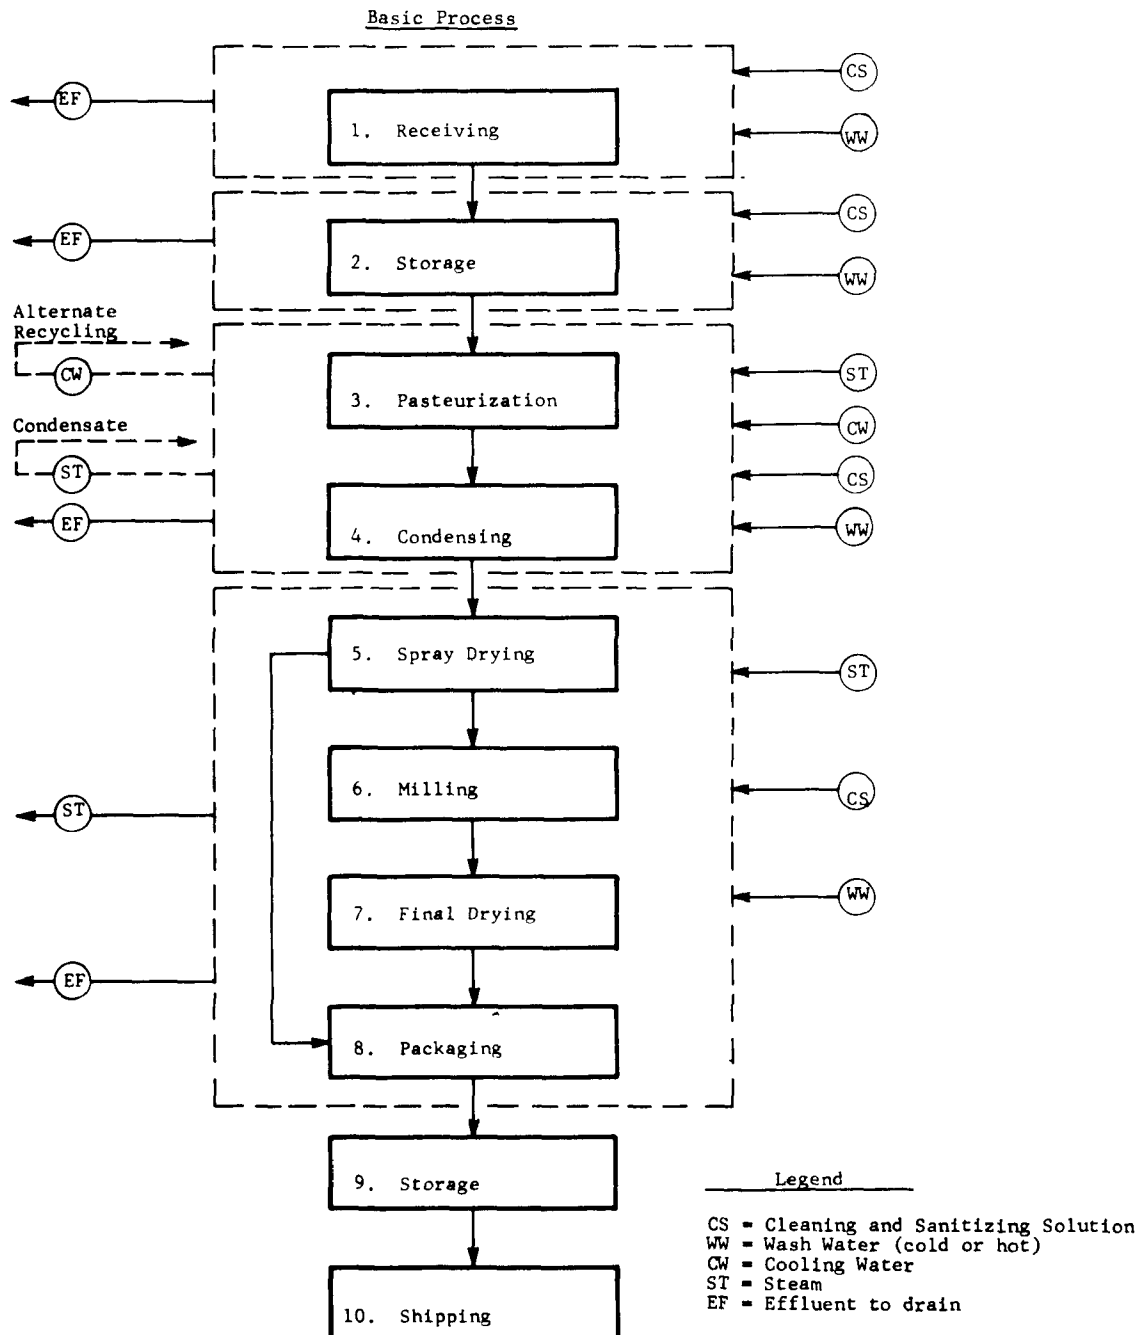 Basic Process
CS
EF
1. Receiving
WW
CS
EF
2. Storage
WW
Alternate
Recycling
CW
ST
3. Pasteurization
CW
Condensate
ST
CS
EF
4. Condensing
WW
5. Spray Drying
ST
6. Milling
CS
ST
7. Final Drying
WW
EF
8. Packaging
9. Storage
Legend
CS = Cleaning and Sanitizing Solution
WW = Wash Water (cold or hot)
CW = Cooling Water
ST = Steam
EF = Effluent to drain
10. Shipping